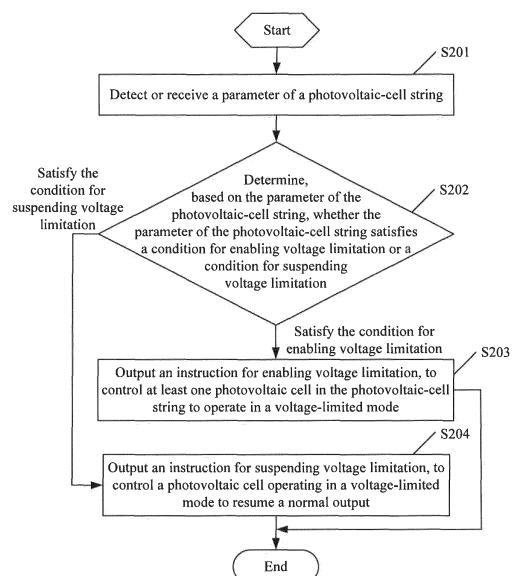 Start
S201
Detect or receive a parameter of a photovoltaic-cell string
Satisfy the
condition for
suspending voltage
limitation
Determine,
based on the parameter of the
photovoltaic-cell string, whether the
parameter of the photovoltaic-cell string satisfies
a condition for enabling voltage limitation or a
condition for suspending
voltage limitation
S202
Satisfy the condition for
enabling voltage limitation
S203
Output an instruction for enabling voltage limitation, to
control at least one photovoltaic cell in the photovoltaic-cell
string to operate in a voltage-limited mode
S204
Output an instruction for suspending voltage limitation, to
control a photovoltaic cell operating in a voltage-limited
mode to resume a normal output
End